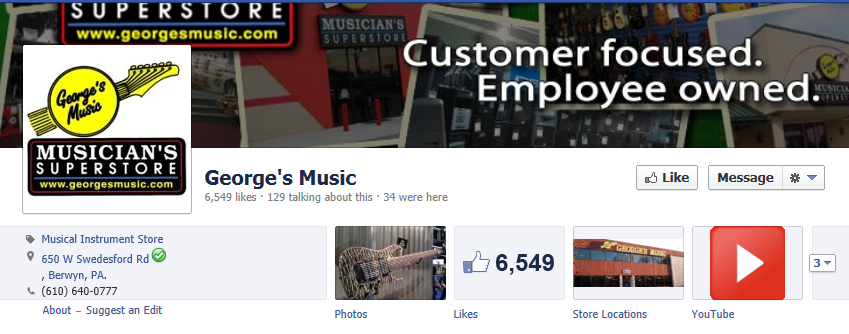 SUPERSTORE
www.georgesmusic.com
MUSICIAN'S
SUPERSTORE
Customer focused.
Employee owned.
MUSICIAN'S
George's
Music
MUSICIAN'S
SUPERSTORE
www.georgesmusic.com
George's Music
6,549 likes · 129 talking about this · 34 were here
Like
Message
Musical Instrument Store
650 W Swedesford Rd
, Berwyn, PA.
(610) 640-0777
About – Suggest an Edit
6,549
GEORGE'S MUSIC
3
Photos
Likes
Store Locations
YouTube